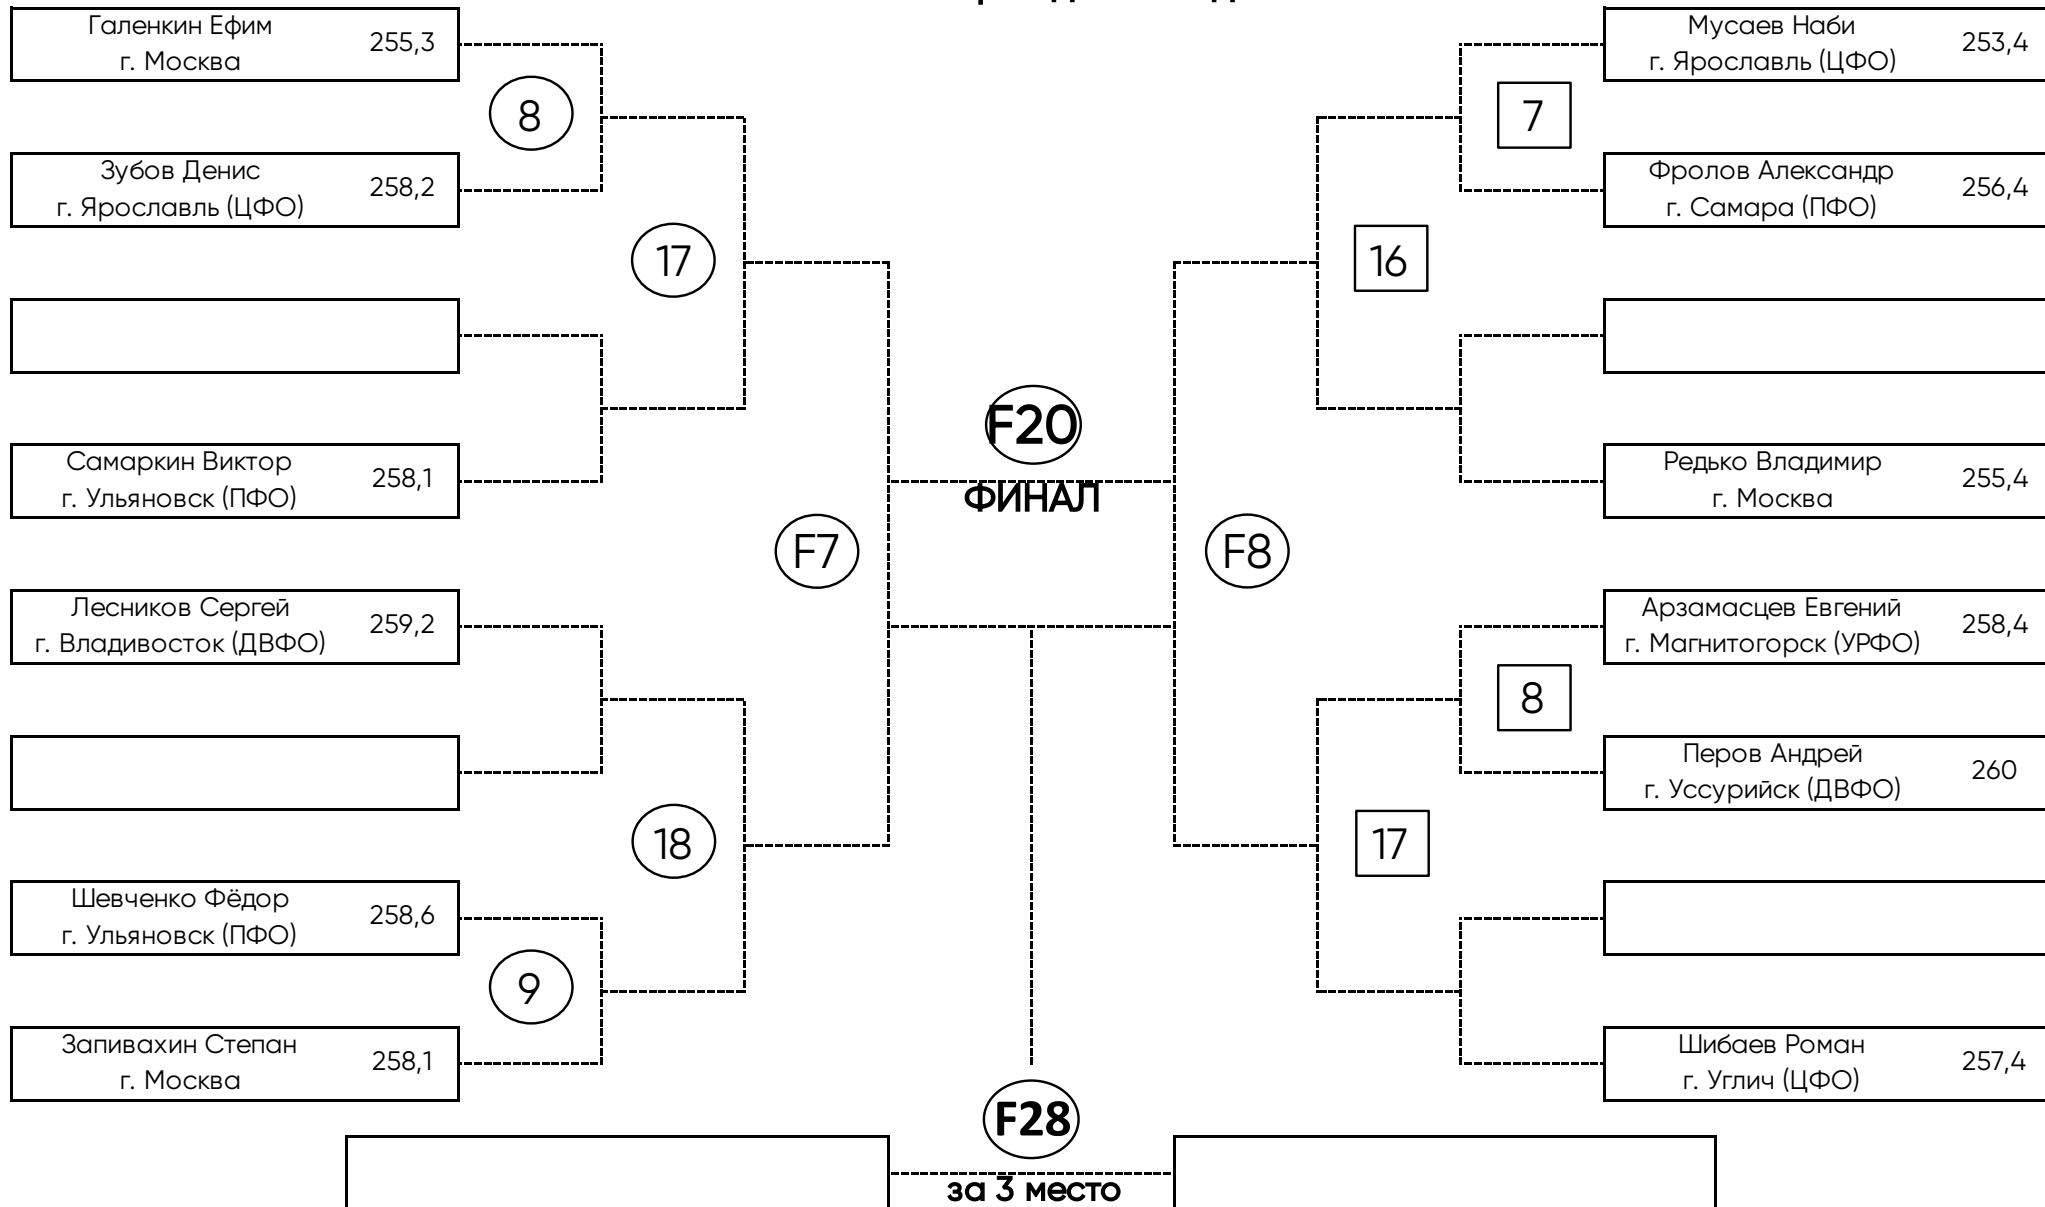 Галенкин Ефим
г. Москва
255,3
8
Зубов Денис
г. Ярославль (ЦФО)
258,2
17
Самаркин Виктор
г. Ульяновск (ПФО)
258,1
F7
Лесников Сергей
г. Владивосток (ДВФО)
259,2
18
Шевченко Фёдор
г. Ульяновск (ПФО)
258,6
9
Запивахин Степан
г. Москва
258,1
F20
ФИНАЛ
F28
за 3 место
Мусаев Наби
г. Ярославль (ЦФО)
253,4
7
Фролов Александр
г. Самара (ПФО)
256,4
16
Редько Владимир
г. Москва
255,4
F8
Арзамасцев Евгений
г. Магнитогорск (УРФО)
258,4
8
Перов Андрей
г. Уссурийск (ДВФО)
260
17
Шибаев Роман
г. Углич (ЦФО)
257,4